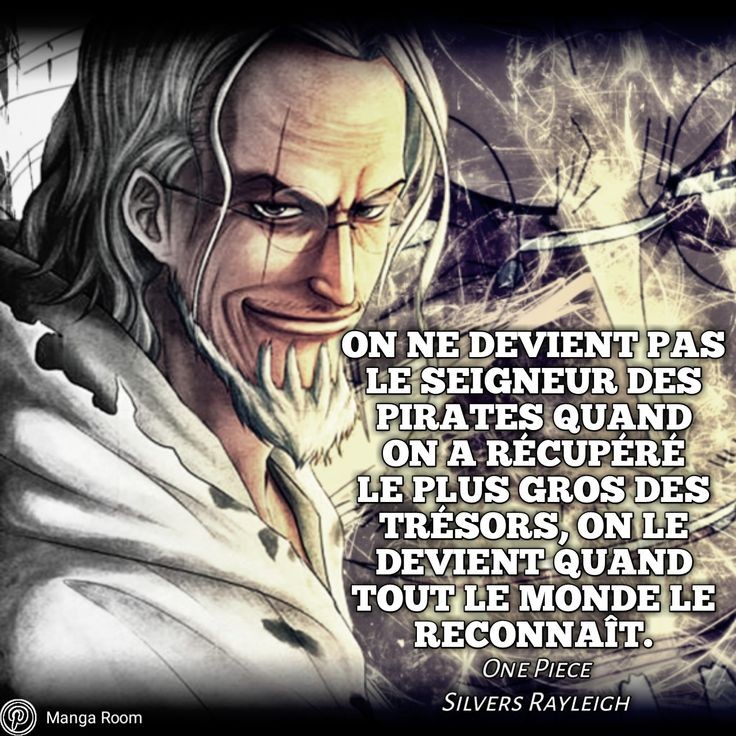 ON NE DEVIENT PAS
LE SEIGNEUR DES
PIRATES QUAND
ON A RÉCUPÉRÉ
LE PLUS GROS DES
TRÉSORS, ON LE
DEVIENT QUAND
TOUT LE MONDE LE
RECONNAÎT.
ONE PIECE
SILVERS RAYLEIGH
Manga Room